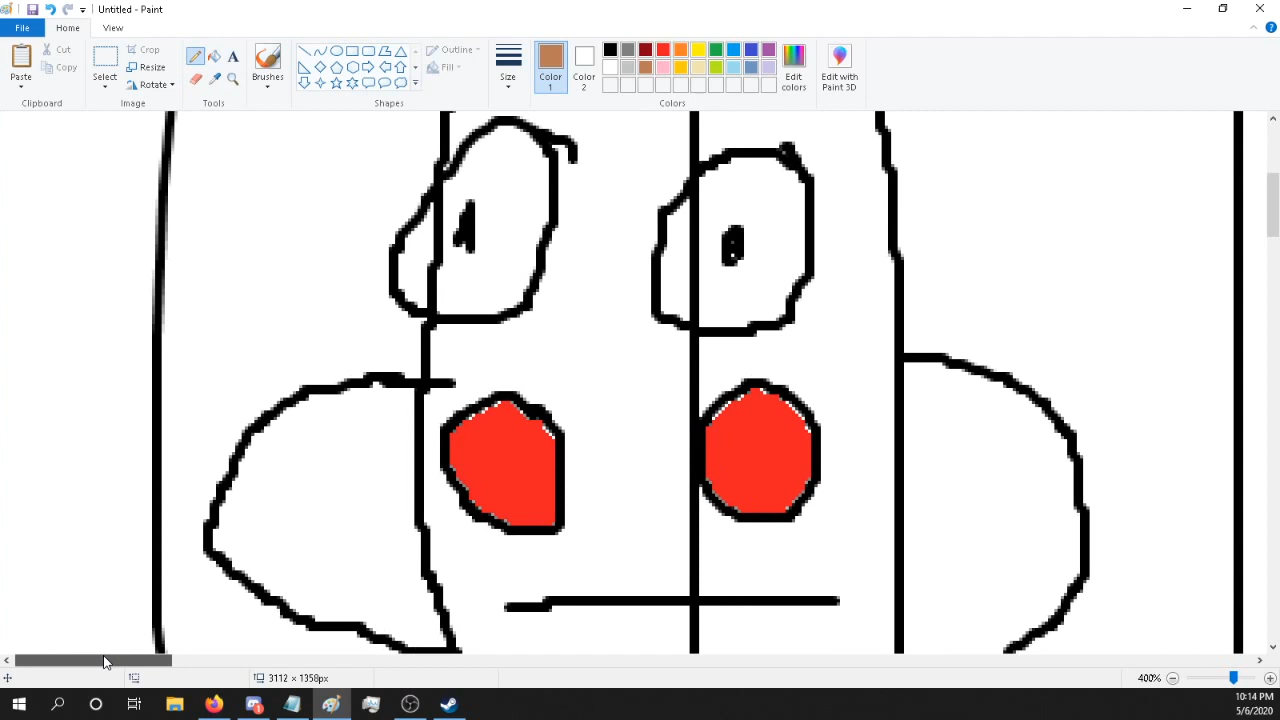 Untitled - Paint
File
Home
View
Paste
Cut
Copy
Clipboard
Select
Crop
Resize
Rotate
Image
A
Tools
Brushes
Outline
Fill
Shapes
Size
Color 1
Color 2
Edit colors
Colors
Edit with Paint 3D
3112 × 1358px
400%
10:14 PM
5/6/2020